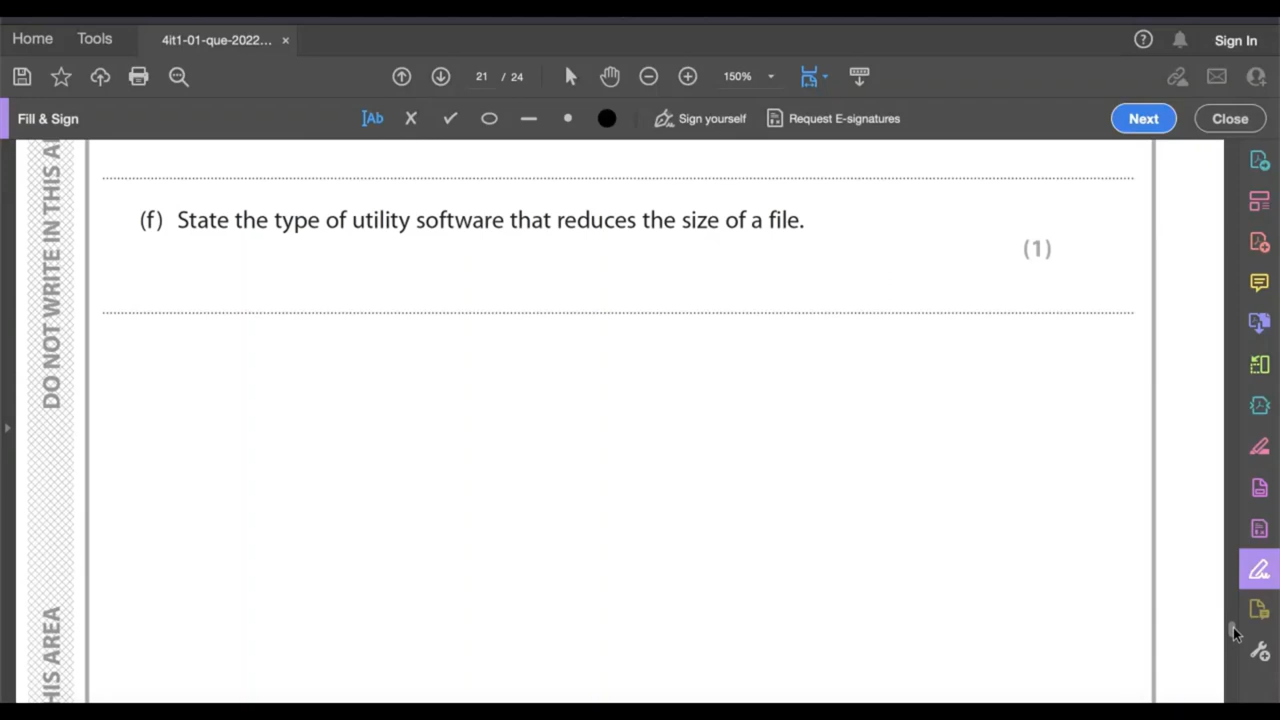 Home Tools 4it1-01-que-2022... × Sign In
21 / 24 150%
Fill & Sign Ab Sign yourself Request E-signatures Next Close
DO NOT WRITE IN THIS A
(f) State the type of utility software that reduces the size of a file.
(1)
HIS AREA